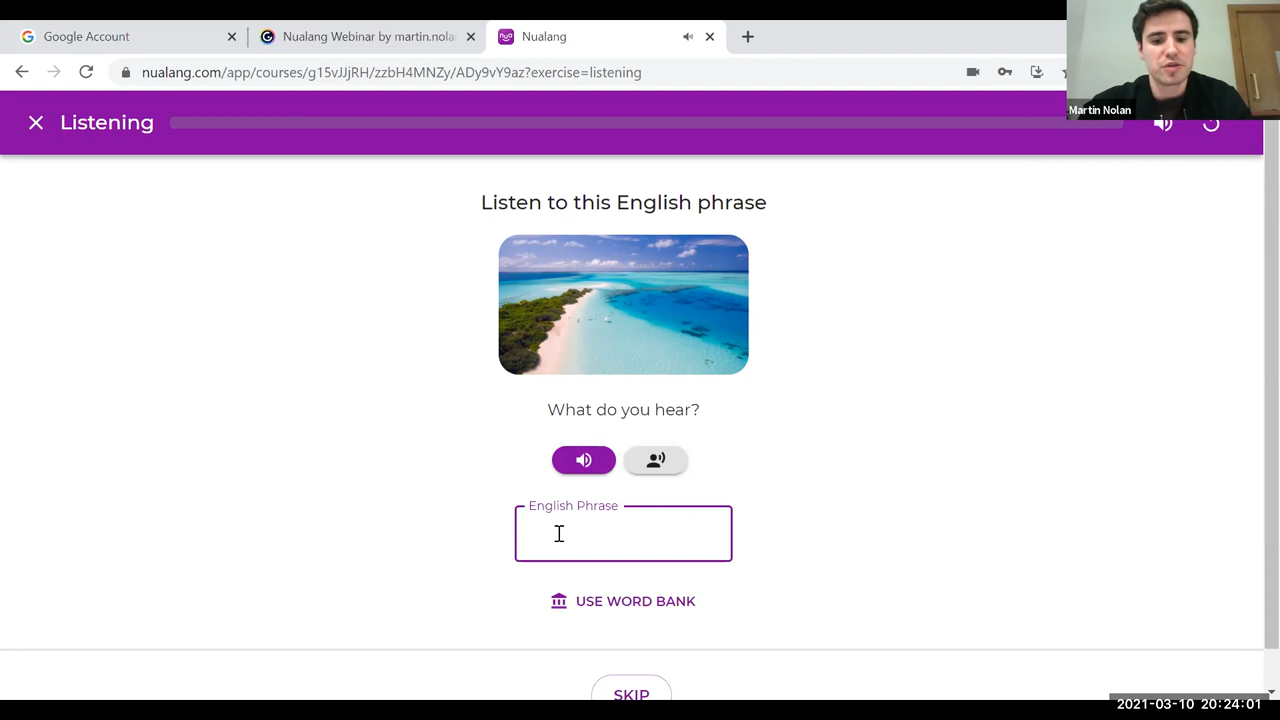 Google Account
Nualang Webinar by martin.nola
nua
Nualang
nualang.com/app/courses/g15vJJjRH/zzbH4MNZy/ADy9vY9az?exercise=listening
Martin Nolan
Listening
Listen to this English phrase
What do you hear?
English Phrase
USE WORD BANK
SKIP
2021-03-10 20:24:01